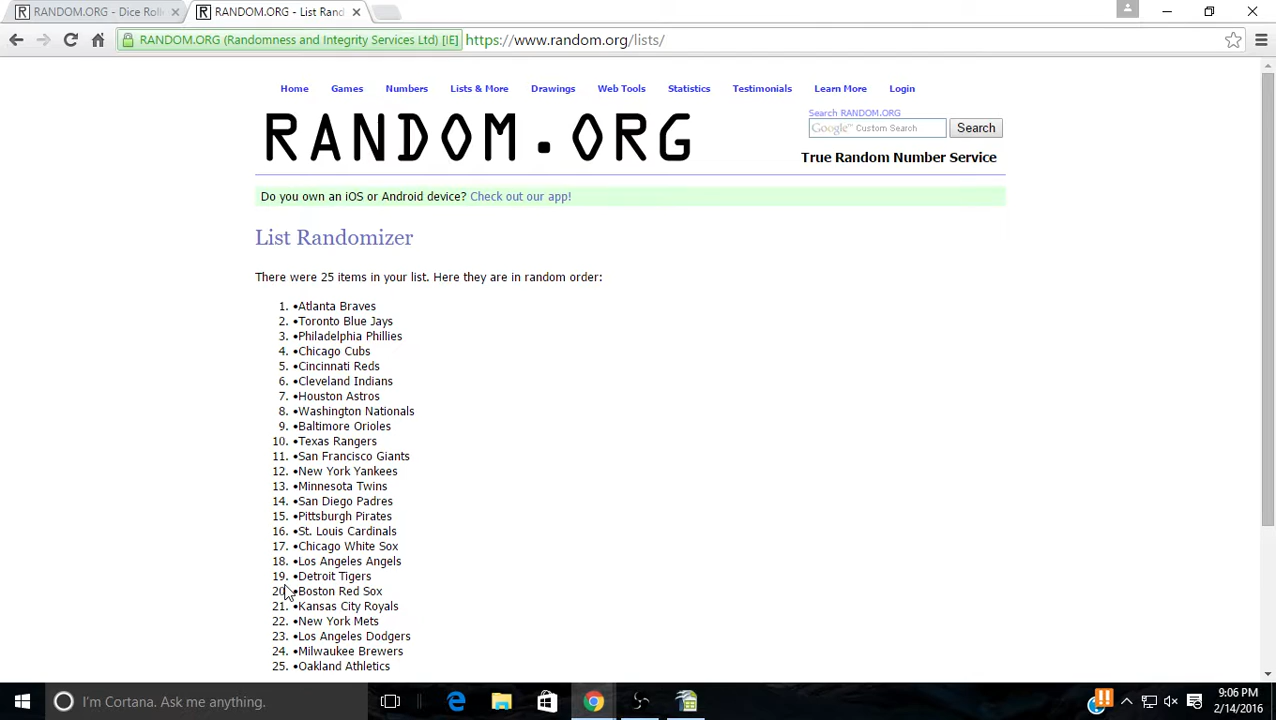 RANDOM.ORG - Dice Rolle
RANDOM.ORG - List Rand
RANDOM.ORG (Randomness and Integrity Services Ltd) [IE]
https://www.random.org/lists/
Home Games Numbers Lists & More Drawings Web Tools Statistics Testimonials Learn More Login
RANDOM.ORG
Search RANDOM.ORG
Google™ Custom Search
Search
True Random Number Service
Do you own an iOS or Android device? Check out our app!
List Randomizer
There were 25 items in your list. Here they are in random order:
1. •Atlanta Braves
2. •Toronto Blue Jays
3. •Philadelphia Phillies
4. •Chicago Cubs
5. •Cincinnati Reds
6. •Cleveland Indians
7. •Houston Astros
8. •Washington Nationals
9. •Baltimore Orioles
10. •Texas Rangers
11. •San Francisco Giants
12. •New York Yankees
13. •Minnesota Twins
14. •San Diego Padres
15. •Pittsburgh Pirates
16. •St. Louis Cardinals
17. •Chicago White Sox
18. •Los Angeles Angels
19. •Detroit Tigers
20. •Boston Red Sox
21. •Kansas City Royals
22. •New York Mets
23. •Los Angeles Dodgers
24. •Milwaukee Brewers
25. •Oakland Athletics
I'm Cortana. Ask me anything.
9:06 PM
2/14/2016